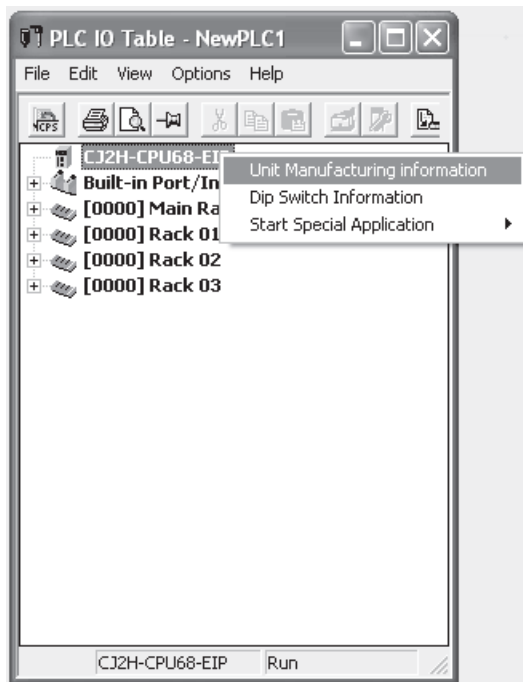 PLC IO Table - NewPLC1
File Edit View Options Help
NCPS
CJ2H-CPU68-EIP
Built-in Port/In
[0000] Main Ra
[0000] Rack 01
[0000] Rack 02
[0000] Rack 03
Unit Manufacturing information
Dip Switch Information
Start Special Application
CJ2H-CPU68-EIP Run